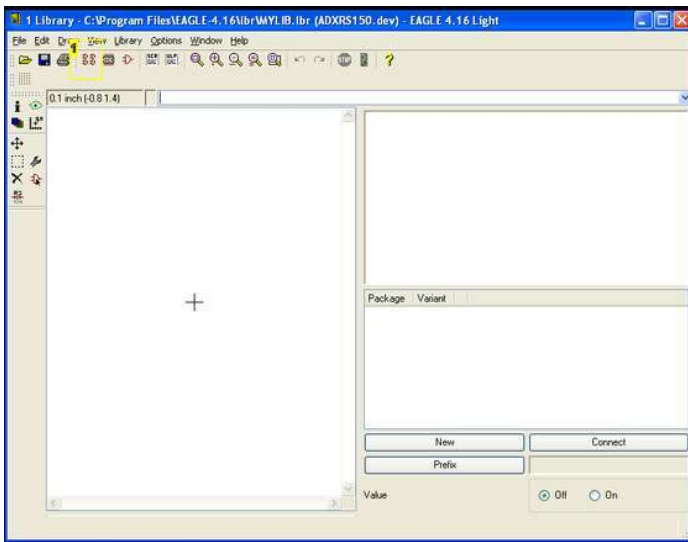 1 Library - C:\Program Files\EAGLE-4.16\lbr\MYLIB.lbr (ADXRS150.dev) - EAGLE 4.16 Light
File Edit Draw View Library Options Window Help
1
0.1 inch (-0.8 1.4)
Package Variant
New Connect
Prefix
Value Off On